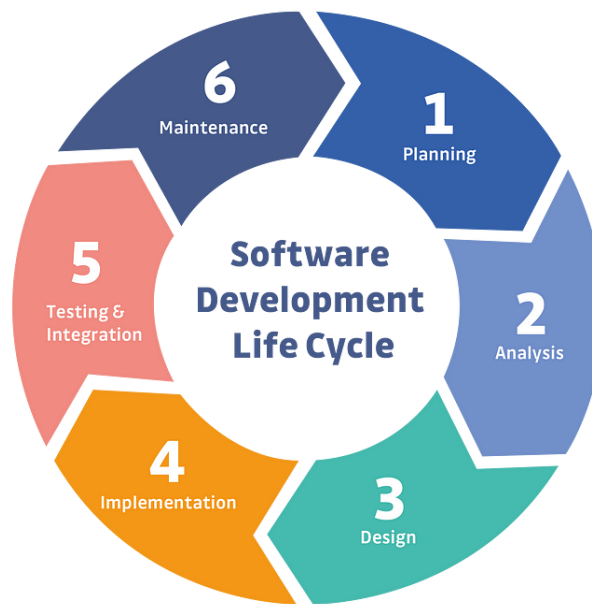 Software
Development
Life Cycle
1
Planning
2
Analysis
3
Design
4
Implementation
5
Testing &
Integration
6
Maintenance